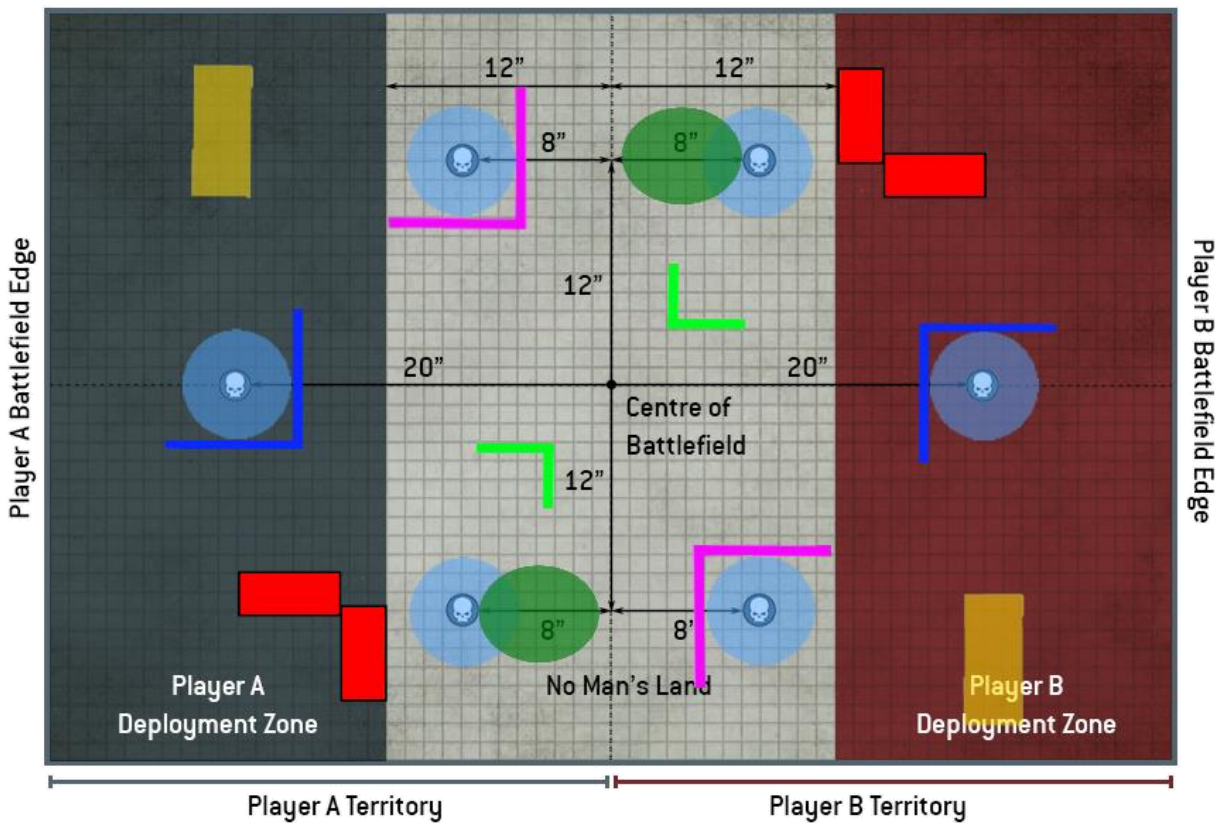 12”
12”
8”
8”
12”
20”
20”
Centre of
Battlefield
12”
8”
8’
No Man’s Land
Player A
Deployment Zone
Player B
Deployment Zone
Player A Battlefield Edge
Player B Battlefield Edge
Player A Territory
Player B Territory